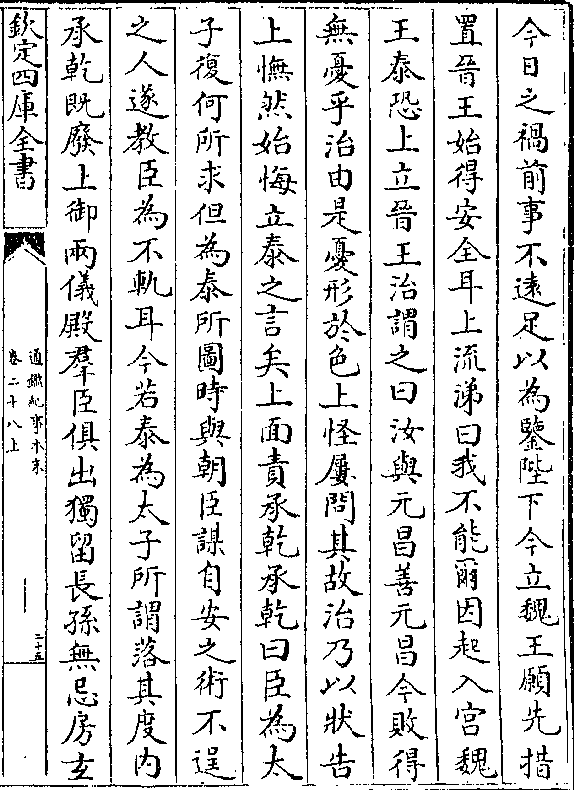 今日之禍前事不遠足以為鑒陛下今立魏王願先措
置晉王始得安全耳上流涕曰我不能爾因起入宫魏
王泰恐上立晉王治謂之曰汝與元昌善元昌今敗得
無憂乎治由是憂形於色上怪屢問其故治乃以狀告
上憮然始悔立泰之言矣上面責承乾承乾曰臣為太
子復何所求但為泰所圖時與朝臣謀自安之術不逞
之人遂教臣為不軌耳今若泰為太子所謂落其度内
承乾既廢上御兩儀殿羣臣俱出獨留長孫無忌房玄
欽定四庫全書
通鑑紀事本末
卷二十八上
二十五